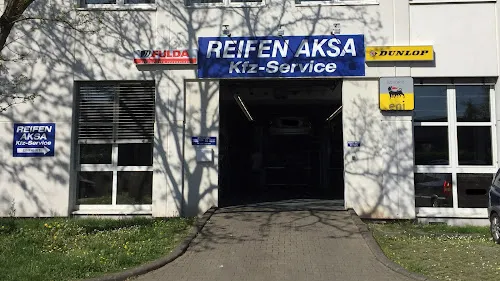 FULDA
REIFEN AKSA
Kfz-Service
DUNLOP
eni
REIFEN
AKSA
Kfz-Service